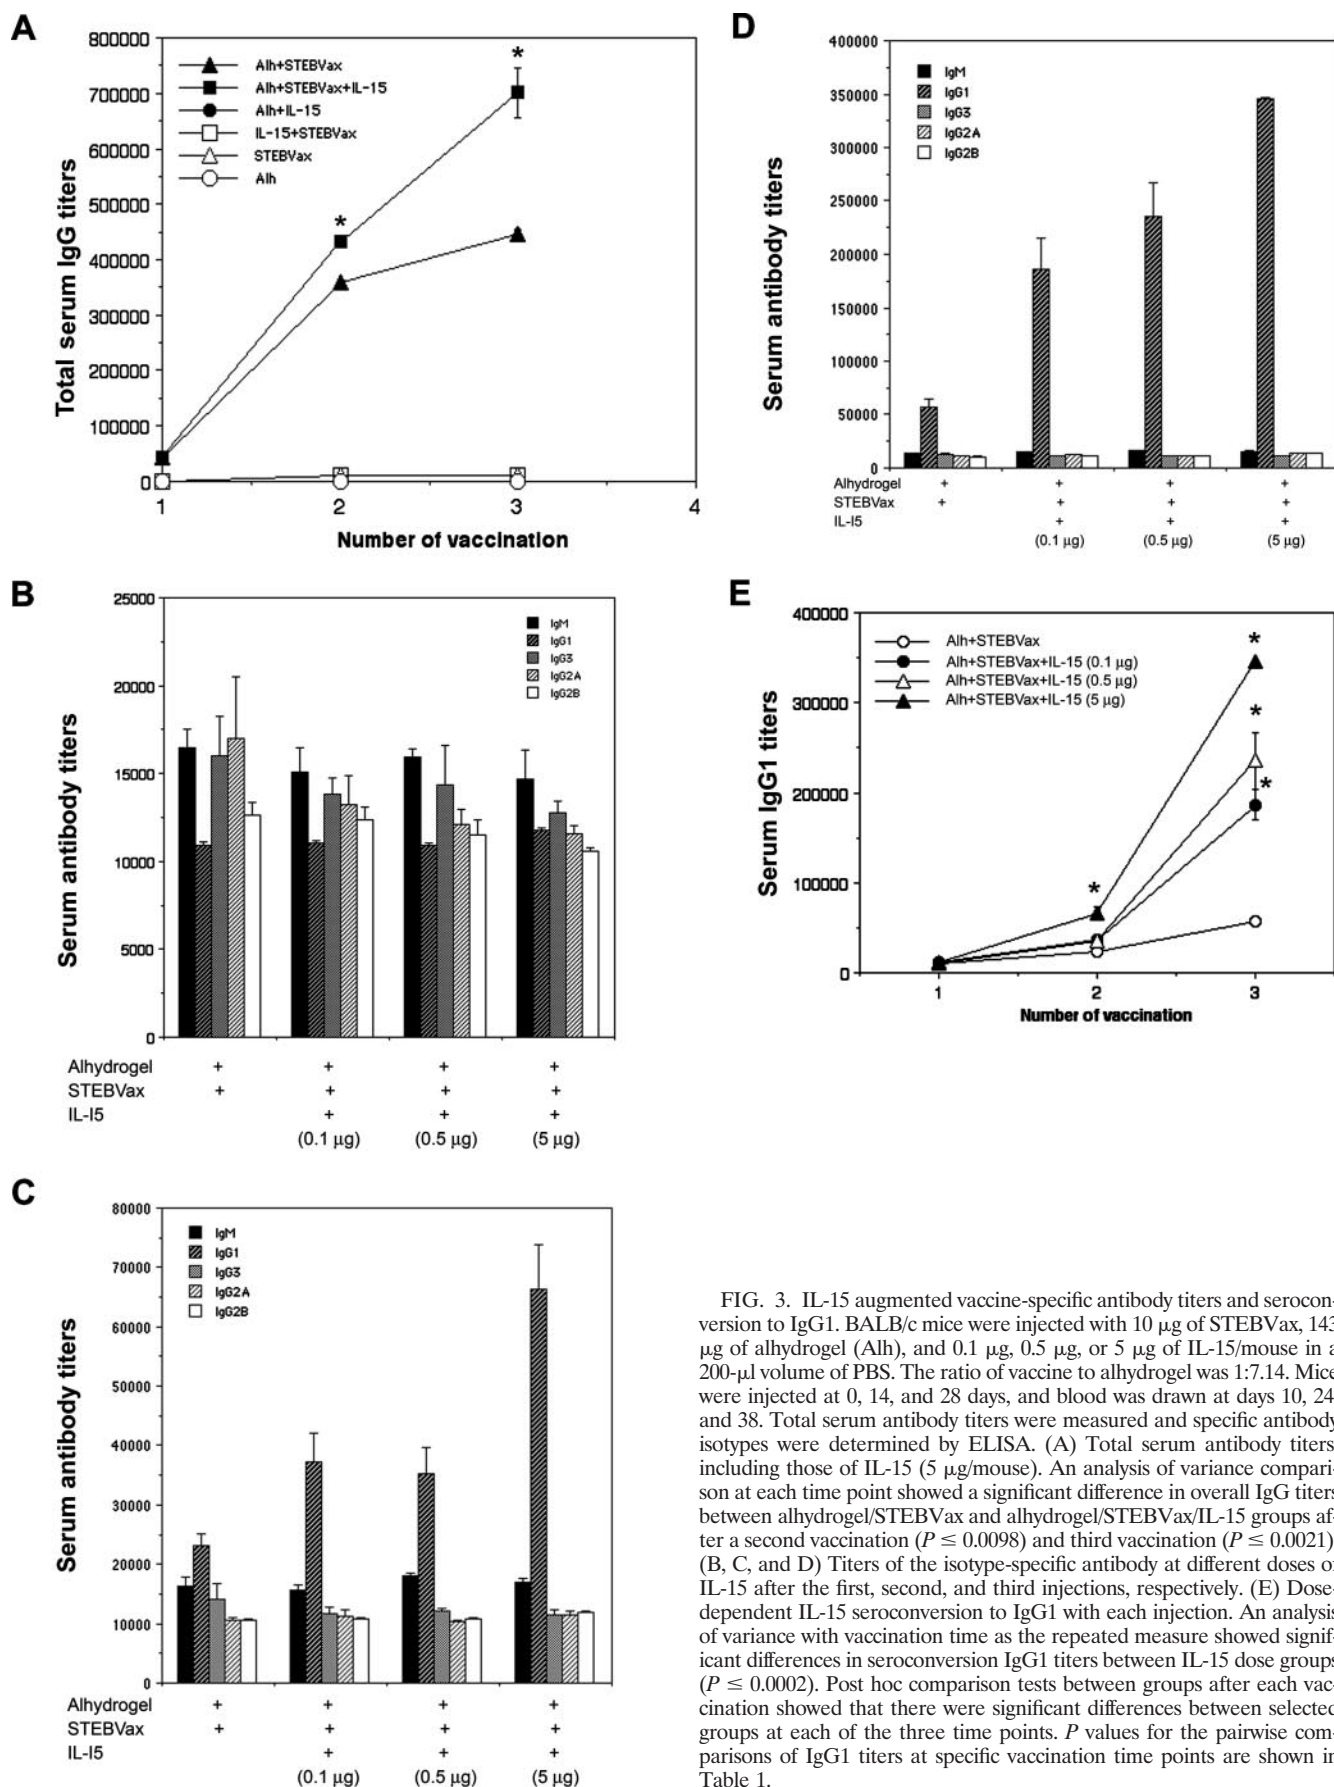 A
800000
700000
600000
500000
400000
300000
200000
100000
0
Total serum IgG titers
Alh+STEBVax
Alh+STEBVax+IL-15
Alh+IL-15
IL-15+STEBVax
STEBVax
Alh
*
*
1 2 3 4
Number of vaccination
B
25000
20000
15000
10000
5000
0
Serum antibody titers
IgM
IgG1
IgG3
IgG2A
IgG2B
Alhydrogel + + + +
STEBVax + + + +
IL-I5 + + +
(0.1 µg) (0.5 µg) (5 µg)
C
80000
70000
60000
50000
40000
30000
20000
10000
0
Serum antibody titers
IgM
IgG1
IgG3
IgG2A
IgG2B
Alhydrogel + + + +
STEBVax + + + +
IL-I5 + + +
(0.1 µg) (0.5 µg) (5 µg)
D
400000
350000
300000
250000
200000
150000
100000
50000
0
Serum antibody titers
IgM
IgG1
IgG3
IgG2A
IgG2B
Alhydrogel + + + +
STEBVax + + + +
IL-I5 + + +
(0.1 µg) (0.5 µg) (5 µg)
E
400000
300000
200000
100000
0
Serum IgG1 titers
Alh+STEBVax
Alh+STEBVax+IL-15 (0.1 µg)
Alh+STEBVax+IL-15 (0.5 µg)
Alh+STEBVax+IL-15 (5 µg)
*
*
*
*
1 2 3
Number of vaccination
FIG. 3. IL-15 augmented vaccine-specific antibody titers and serocon-
version to IgG1. BALB/c mice were injected with 10 µg of STEBVax, 143
µg of alhydrogel (Alh), and 0.1 µg, 0.5 µg, or 5 µg of IL-15/mouse in a
200-µl volume of PBS. The ratio of vaccine to alhydrogel was 1:7.14. Mice
were injected at 0, 14, and 28 days, and blood was drawn at days 10, 24
and 38. Total serum antibody titers were measured and specific antibody
isotypes were determined by ELISA. (A) Total serum antibody titers
including those of IL-15 (5 µg/mouse). An analysis of variance compari-
son at each time point showed a significant difference in overall IgG titers
between alhydrogel/STEBVax and alhydrogel/STEBVax/IL-15 groups af-
ter a second vaccination (P ≤ 0.0098) and third vaccination (P ≤ 0.0021)
(B, C, and D) Titers of the isotype-specific antibody at different doses of
IL-15 after the first, second, and third injections, respectively. (E) Dose-
dependent IL-15 seroconversion to IgG1 with each injection. An analysis
of variance with vaccination time as the repeated measure showed signif-
icant differences in seroconversion IgG1 titers between IL-15 dose groups
(P ≤ 0.0002). Post hoc comparison tests between groups after each vac-
cination showed that there were significant differences between selected
groups at each of the three time points. P values for the pairwise com-
parisons of IgG1 titers at specific vaccination time points are shown in
Table 1.